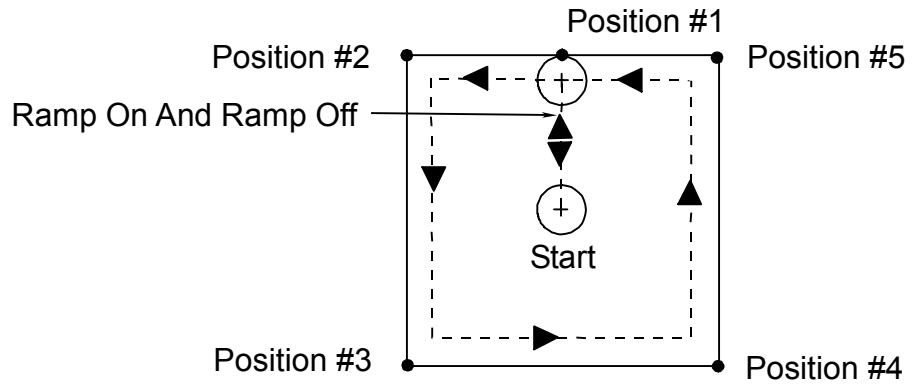 Position #1
Position #2
Position #5
Ramp On And Ramp Off
Start
Position #3
Position #4